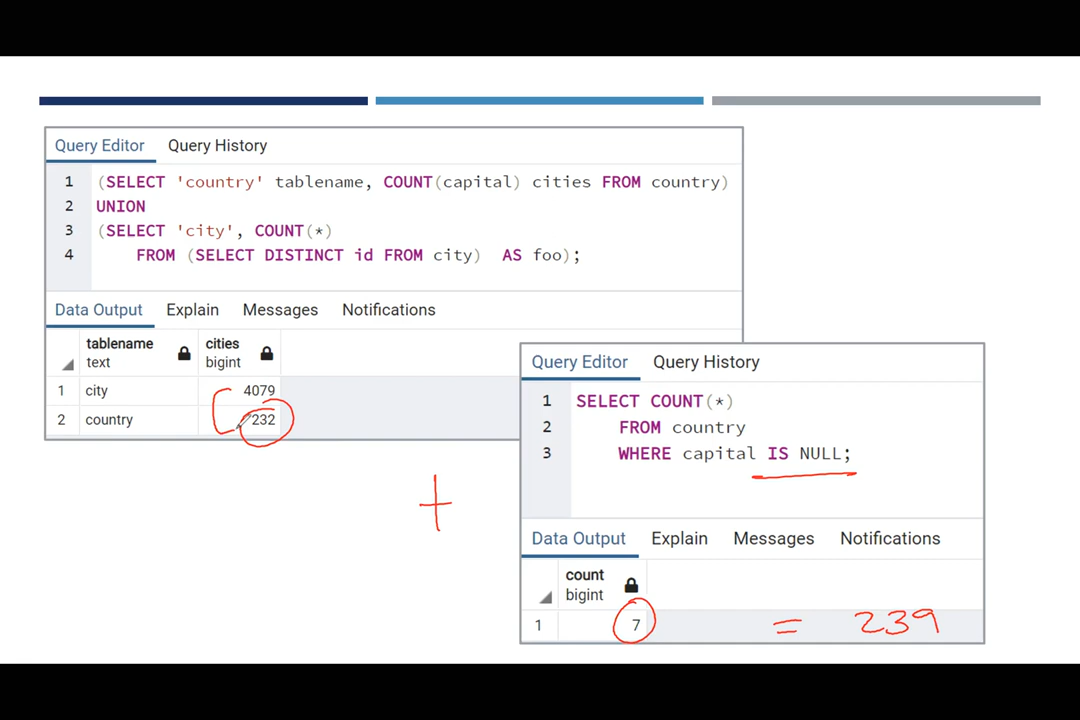 Query Editor Query History
1 (SELECT 'country' tablename, COUNT(capital) cities FROM country)
2 UNION
3 (SELECT 'city', COUNT(*)
4 FROM (SELECT DISTINCT id FROM city) AS foo);
Data Output Explain Messages Notifications
tablename cities
text bigint
1 city 4079
2 country 232
Query Editor Query History
1 SELECT COUNT(*)
2 FROM country
3 WHERE capital IS NULL;
+
Data Output Explain Messages Notifications
count
bigint
1 7 = 239